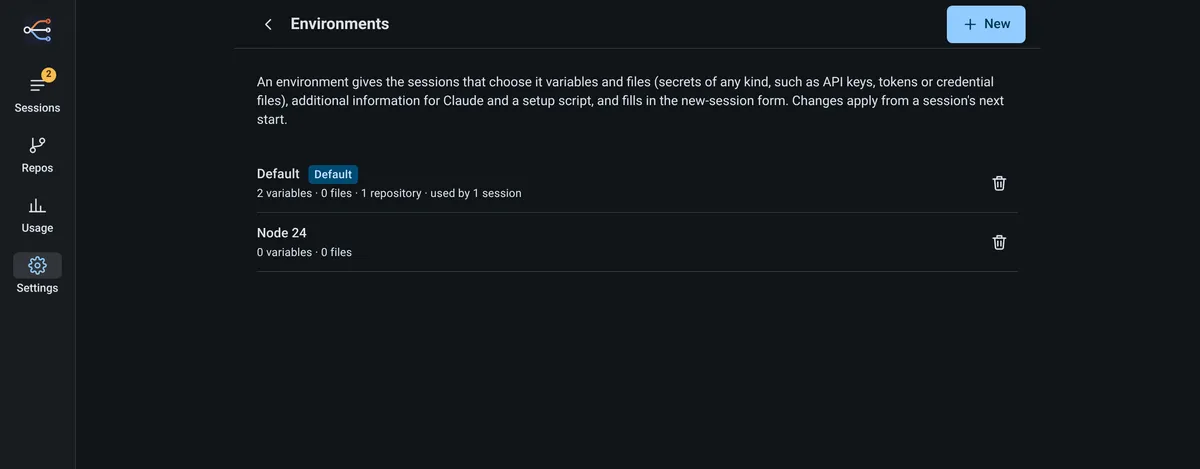 Environments
+ New
2
Sessions
Repos
Usage
Settings
An environment gives the sessions that choose it variables and files (secrets of any kind, such as API keys, tokens or credential
files), additional information for Claude and a setup script, and fills in the new-session form. Changes apply from a session's next
start.
Default Default
2 variables · 0 files · 1 repository · used by 1 session
Node 24
0 variables · 0 files